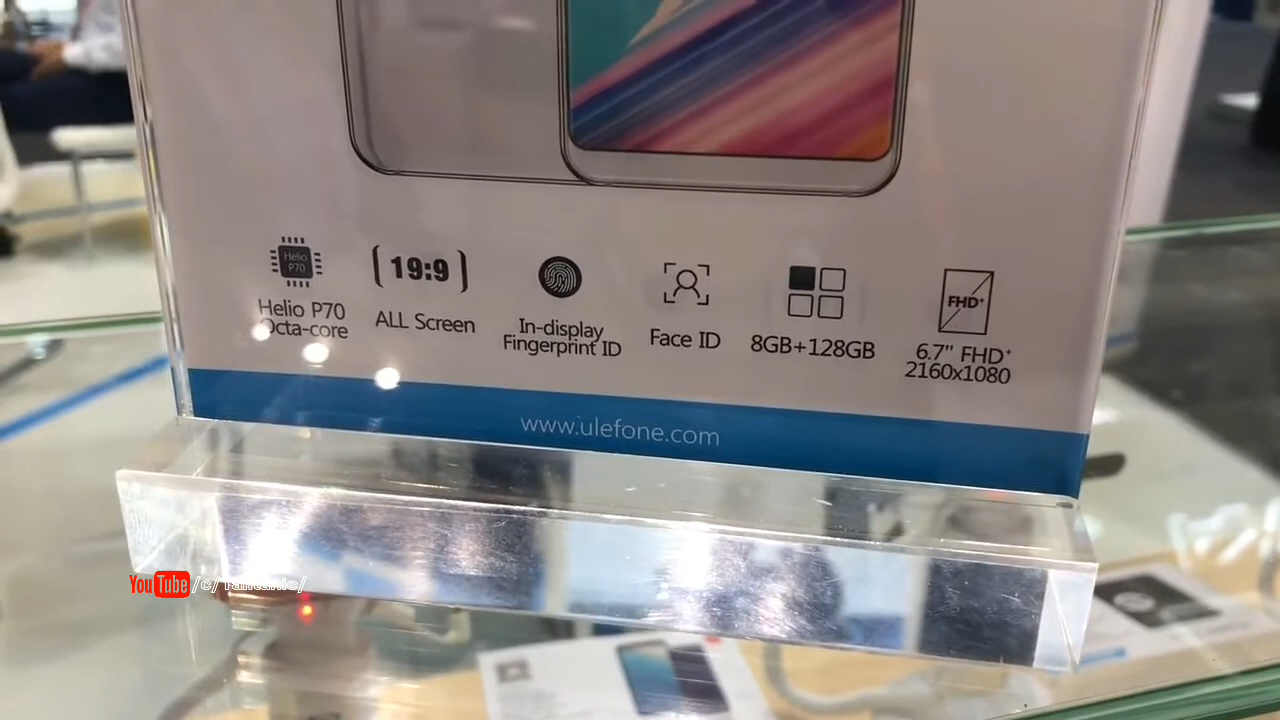 Helio
P70
Helio P70
Octa-core
19:9
ALL Screen
In-display
Fingerprint ID
Face ID
8GB+128GB
FHD+
6.7" FHD+
2160x1080
www.ulefone.com
YouTube /c/